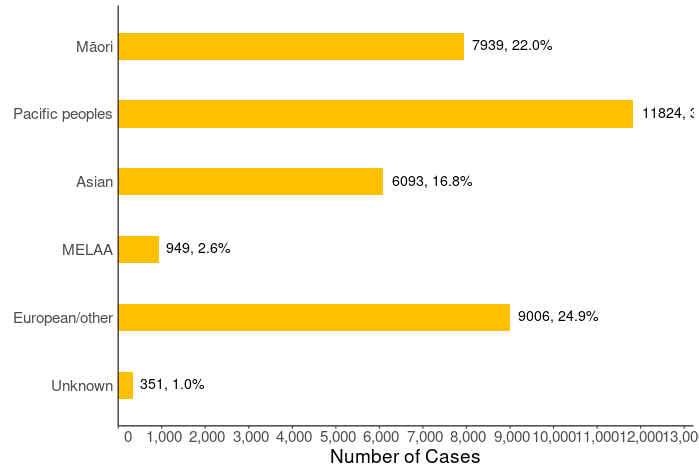 Māori 7939, 22.0%
Pacific peoples 11824,
Asian 6093, 16.8%
MELAA 949, 2.6%
European/other 9006, 24.9%
Unknown 351, 1.0%
0 1,000 2,000 3,000 4,000 5,000 6,000 7,000 8,000 9,000 10,000 11,000 12,000 13,00
Number of Cases